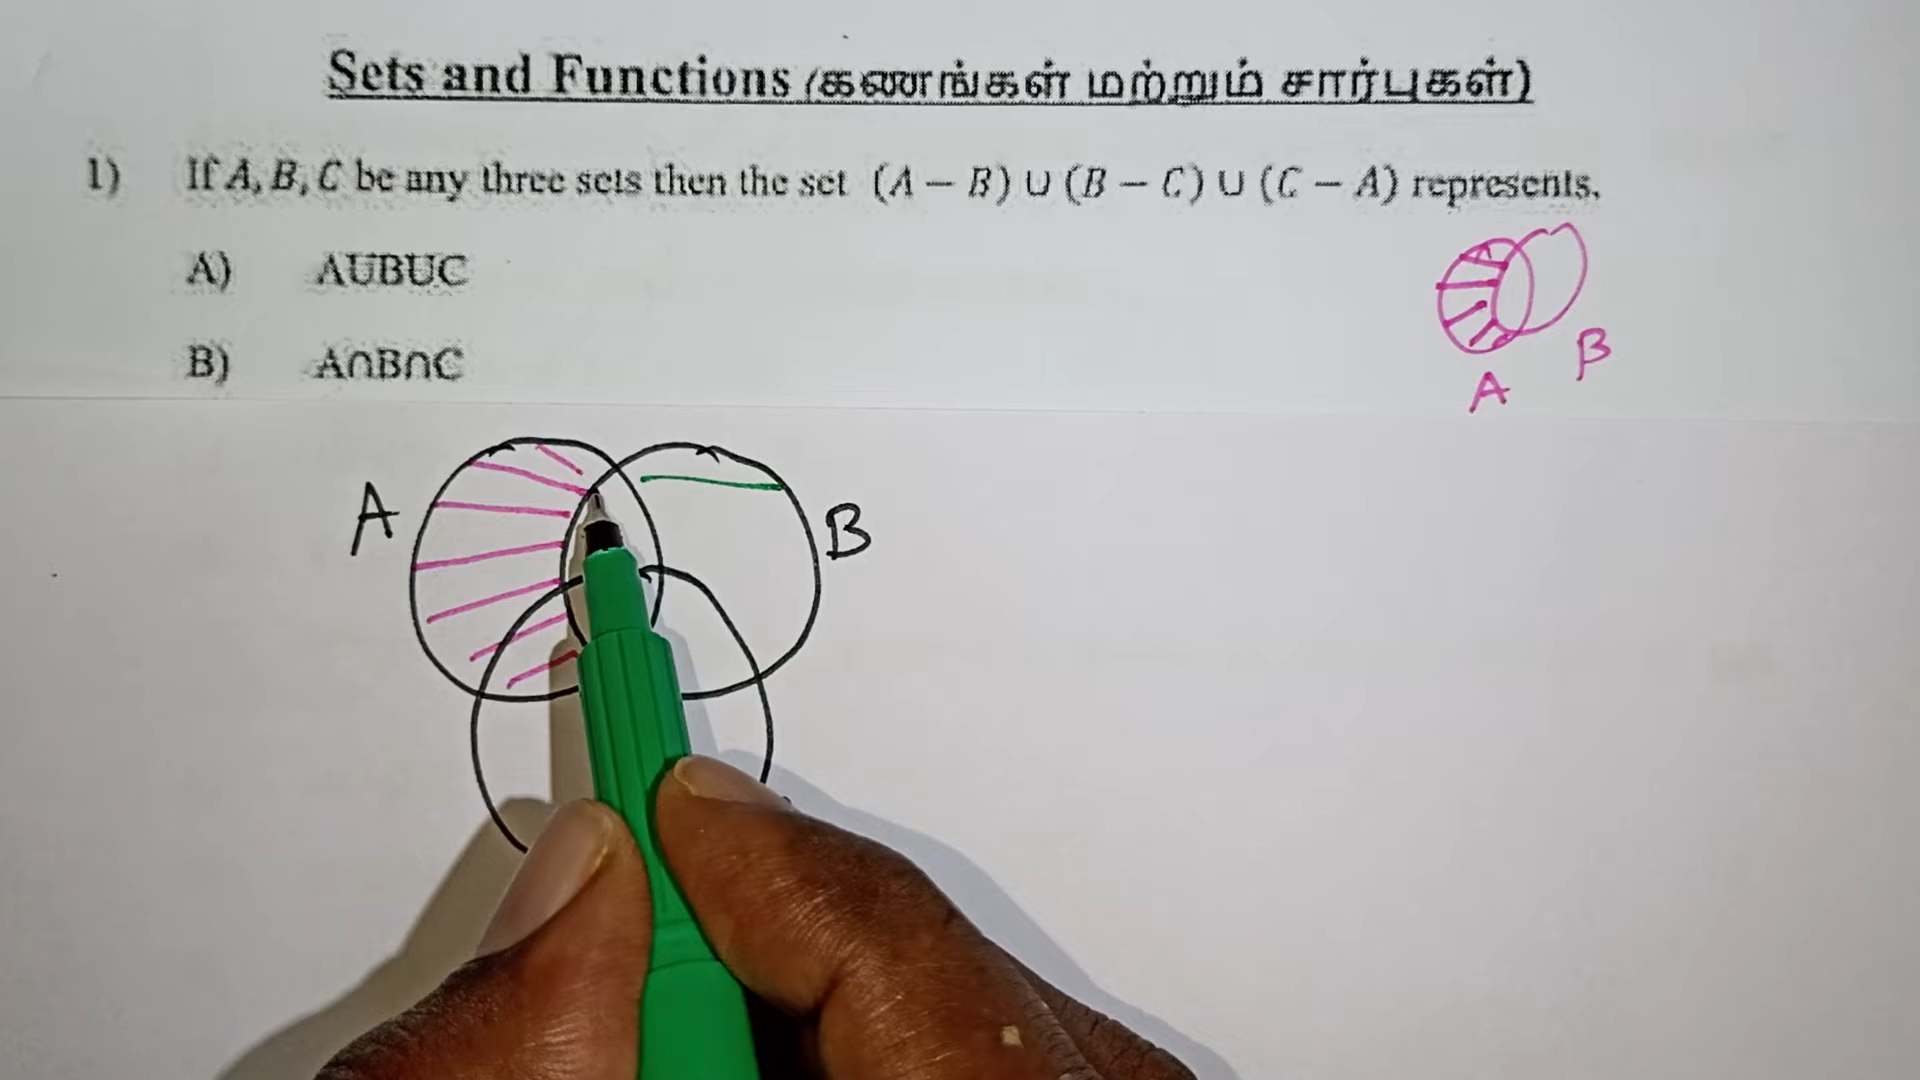 Sets and Functions (கணங்கள் மற்றும் சார்புகள்)
1) If A, B, C be any three sets then the set (A − B) ∪ (B − C) ∪ (C − A) represents.
A) AUBUC
B) A∩B∩C
A B
A B